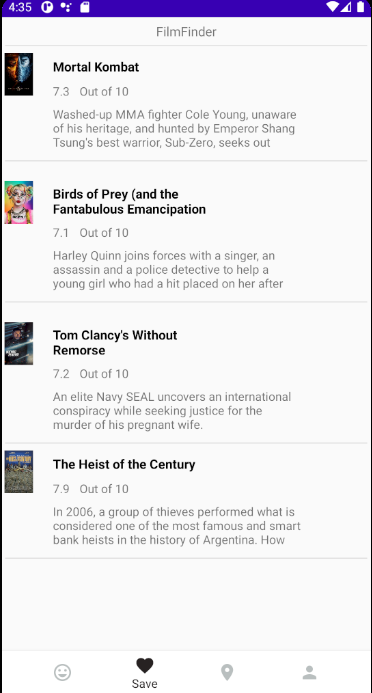 4:35
FilmFinder
Mortal Kombat
7.3 Out of 10
Washed-up MMA fighter Cole Young, unaware
of his heritage, and hunted by Emperor Shang
Tsung's best warrior, Sub-Zero, seeks out
Birds of Prey (and the
Fantabulous Emancipation
7.1 Out of 10
Harley Quinn joins forces with a singer, an
assassin and a police detective to help a
young girl who had a hit placed on her after
Tom Clancy's Without
Remorse
7.2 Out of 10
An elite Navy SEAL uncovers an international
conspiracy while seeking justice for the
murder of his pregnant wife.
The Heist of the Century
7.9 Out of 10
In 2006, a group of thieves performed what is
considered one of the most famous and smart
bank heists in the history of Argentina. How
Save